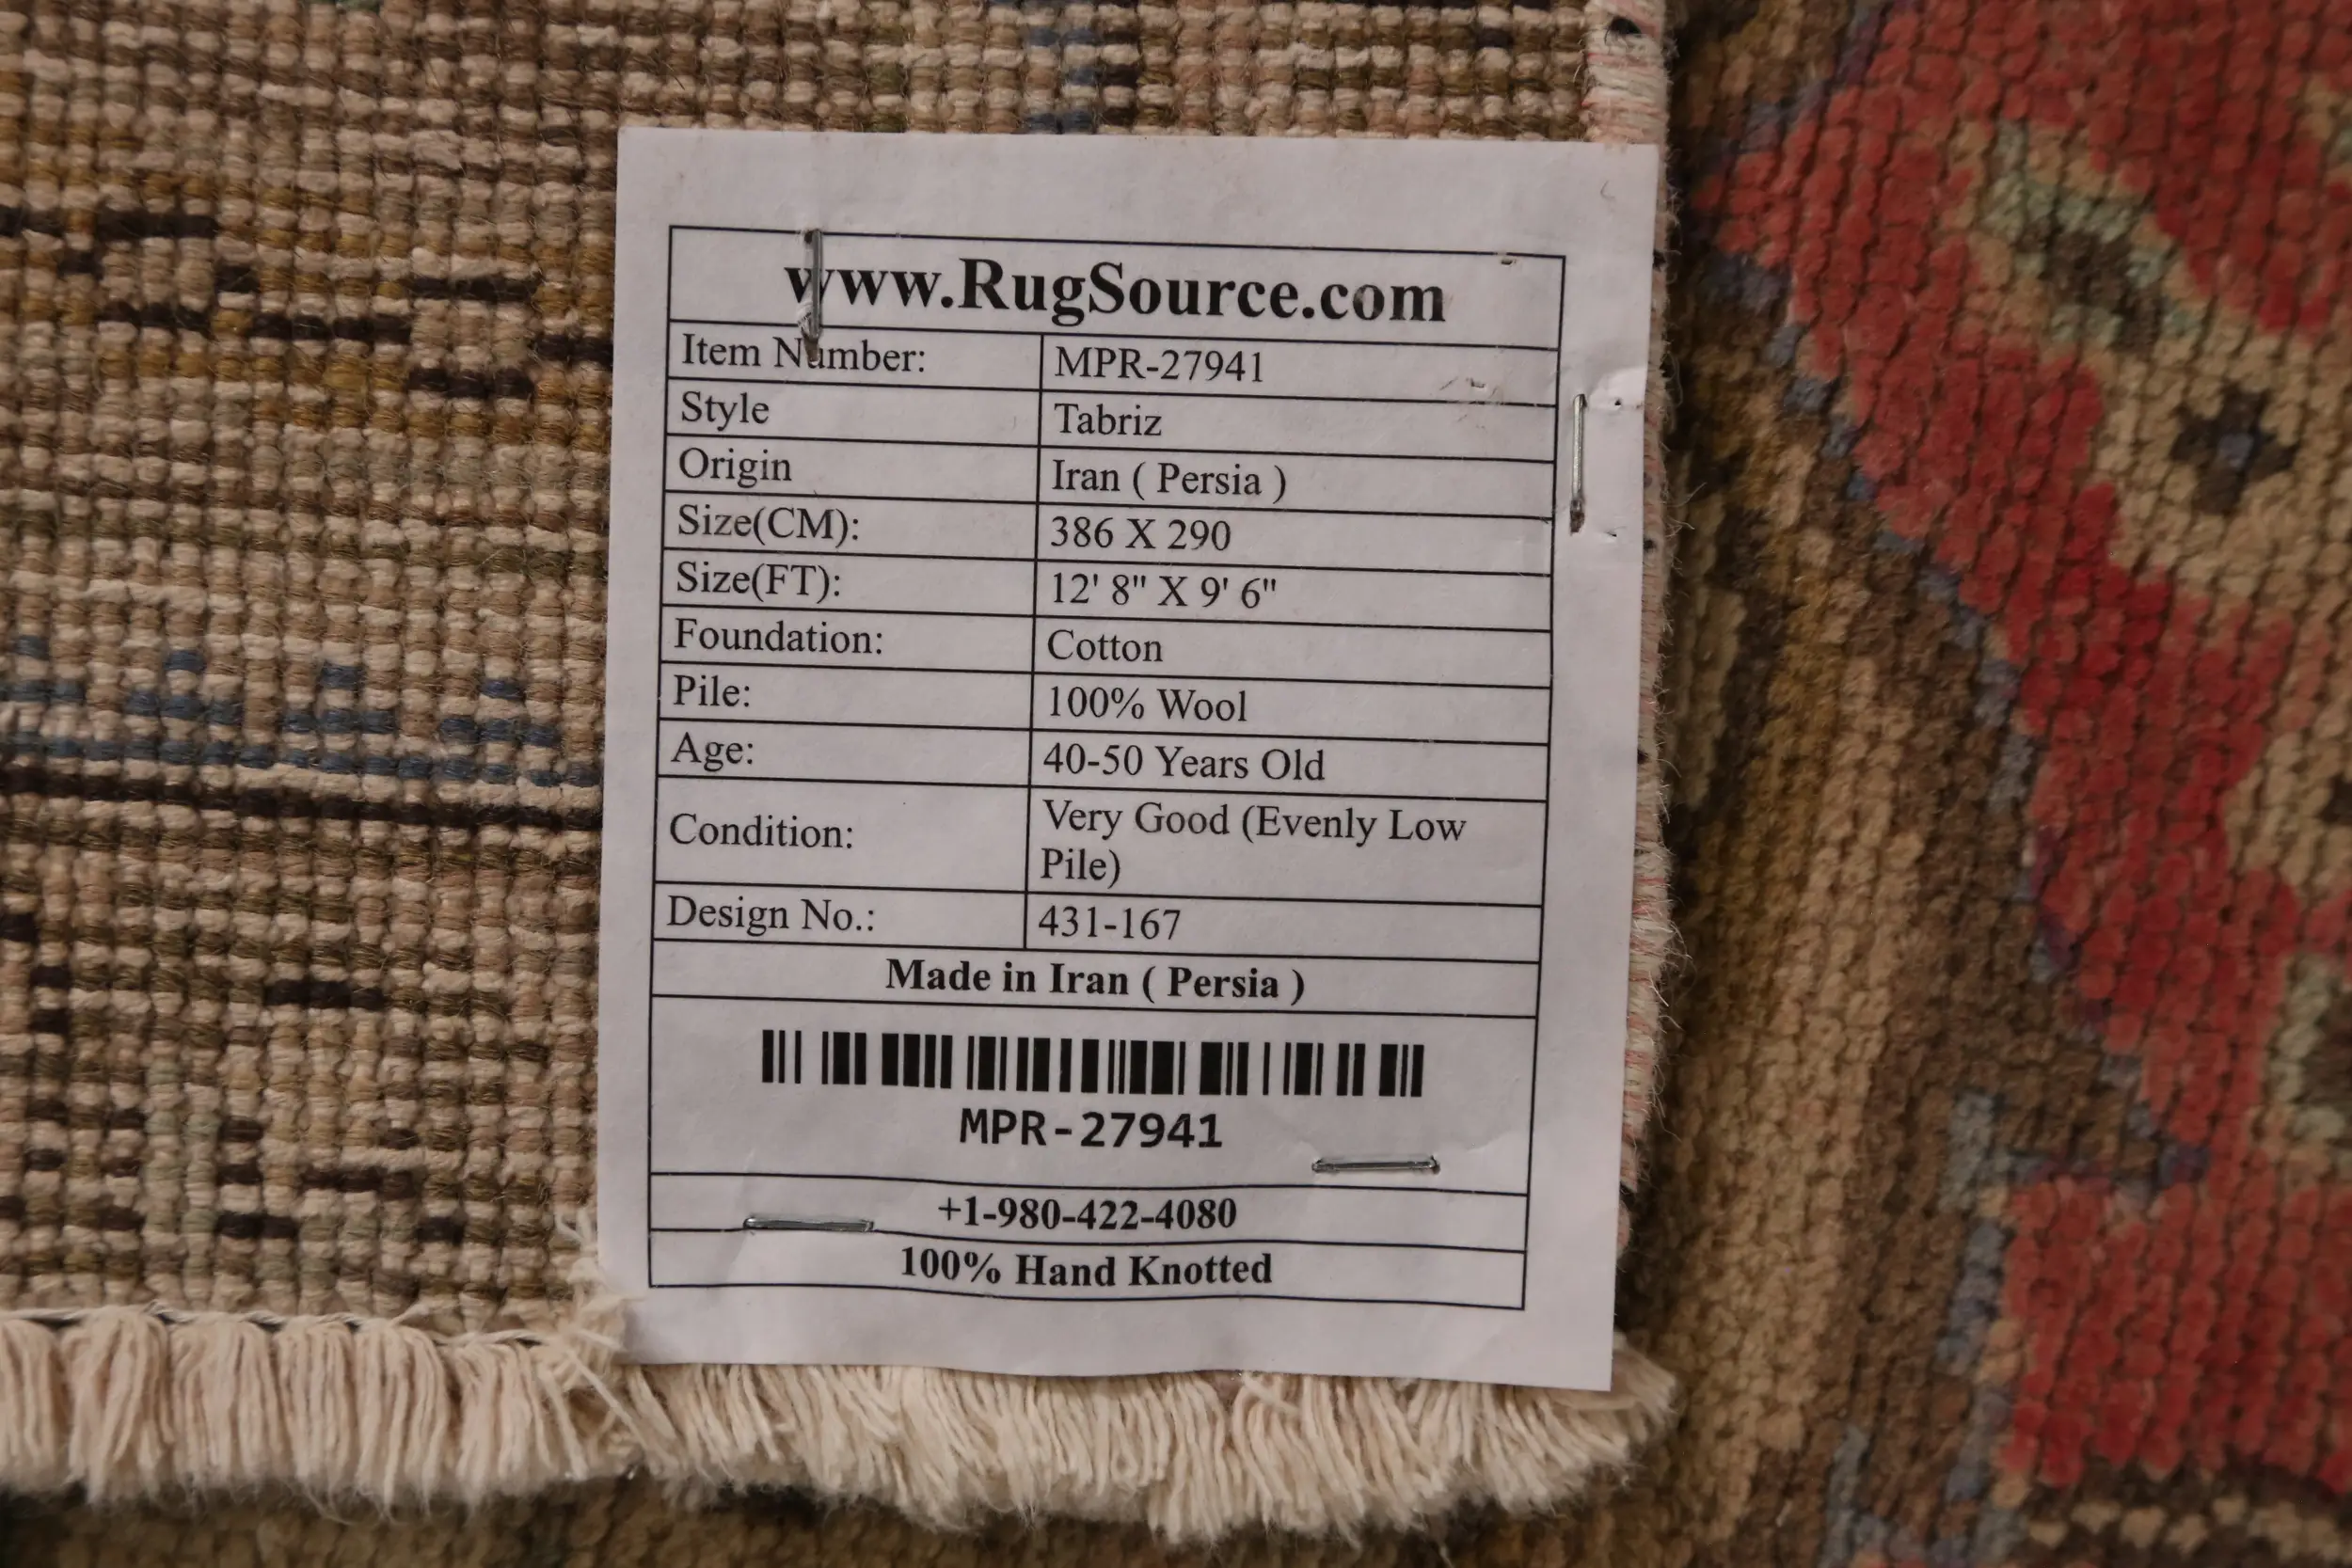 www.RugSource.com
Item Number: MPR-27941
Style Tabriz
Origin Iran ( Persia )
Size(CM): 386 X 290
Size(FT): 12' 8" X 9' 6"
Foundation: Cotton
Pile: 100% Wool
Age: 40-50 Years Old
Condition: Very Good (Evenly Low
Pile)
Design No.: 431-167
Made in Iran ( Persia )
MPR-27941
+1-980-422-4080
100% Hand Knotted